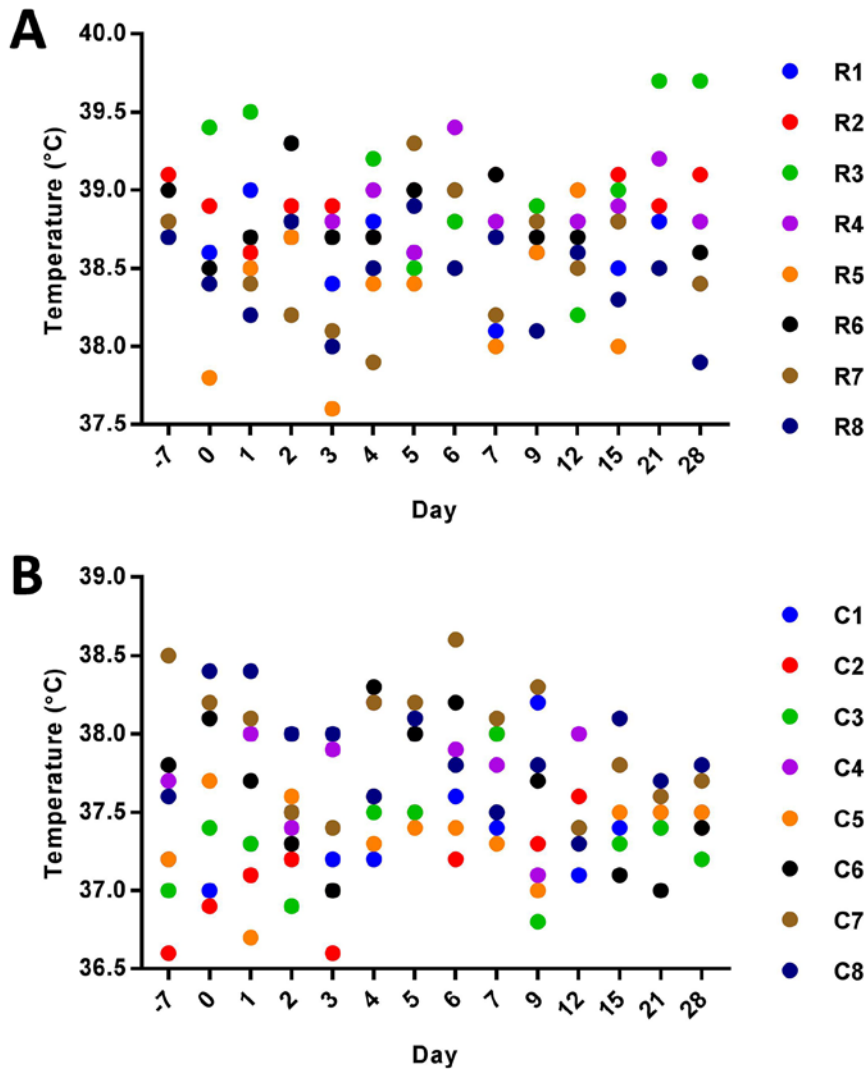 A
Temperature (°C)
40.0
39.5
39.0
38.5
38.0
37.5
-7 0 1 2 3 4 5 6 7 9 12 15 21 28
Day
R1
R2
R3
R4
R5
R6
R7
R8
B
Temperature (°C)
39.0
38.5
38.0
37.5
37.0
36.5
-7 0 1 2 3 4 5 6 7 9 12 15 21 28
Day
C1
C2
C3
C4
C5
C6
C7
C8